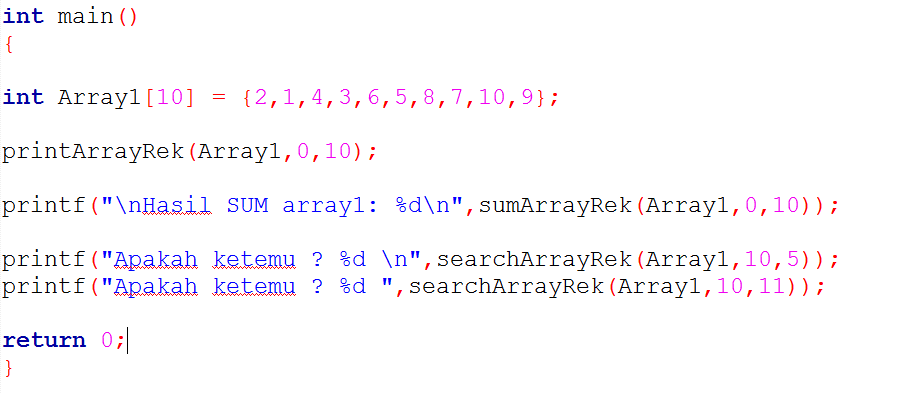 int main()
{
int Array1[10] = {2,1,4,3,6,5,8,7,10,9};
printArrayRek(Array1,0,10);
printf("\nHasil SUM array1: %d\n",sumArrayRek(Array1,0,10));
printf("Apakah ketemu ? %d \n",searchArrayRek(Array1,10,5));
printf("Apakah ketemu ? %d ",searchArrayRek(Array1,10,11));
return 0;
}